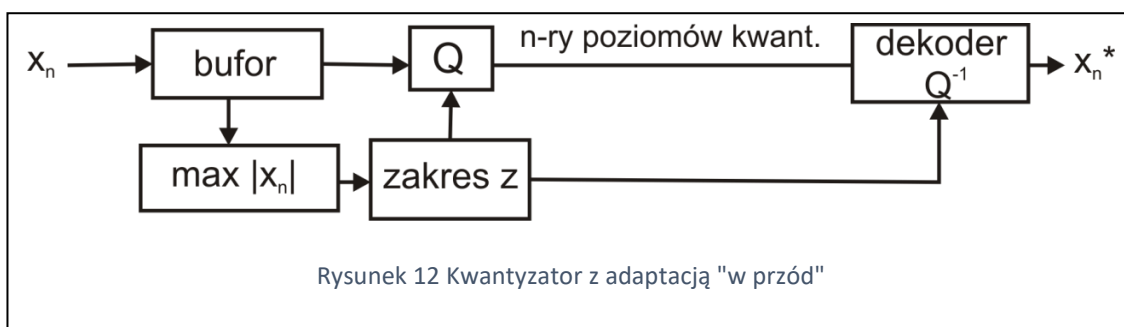 xₙ
bufor
Q
n-ry poziomów kwant.
dekoder
Q⁻¹
xₙ*
max |xₙ|
zakres z
Rysunek 12 Kwantyzator z adaptacją "w przód"